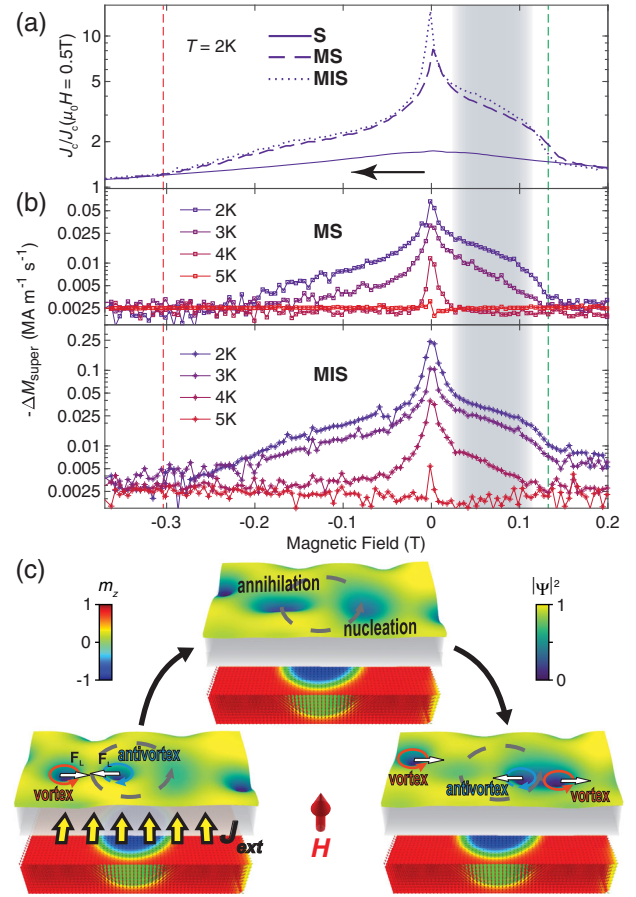 (a)
10
T = 2K
S
MS
MIS
J_c/J_c(μ₀H = 0.5T)
2
1
(b)
0.05
0.025
0.01
0.005
0.0025
2K
3K
4K
5K
MS
-ΔM_super (MA m⁻¹ s⁻¹)
0.25
0.1
0.05
0.025
0.01
0.005
0.0025
2K
3K
4K
5K
MIS
-0.3
-0.2
-0.1
0
0.1
0.2
Magnetic Field (T)
(c)
m_z
1
0
-1
annihilation
nucleation
|Ψ|²
1
0
F_L
F_L
antivortex
vortex
J_ext
H
vortex
antivortex
vortex